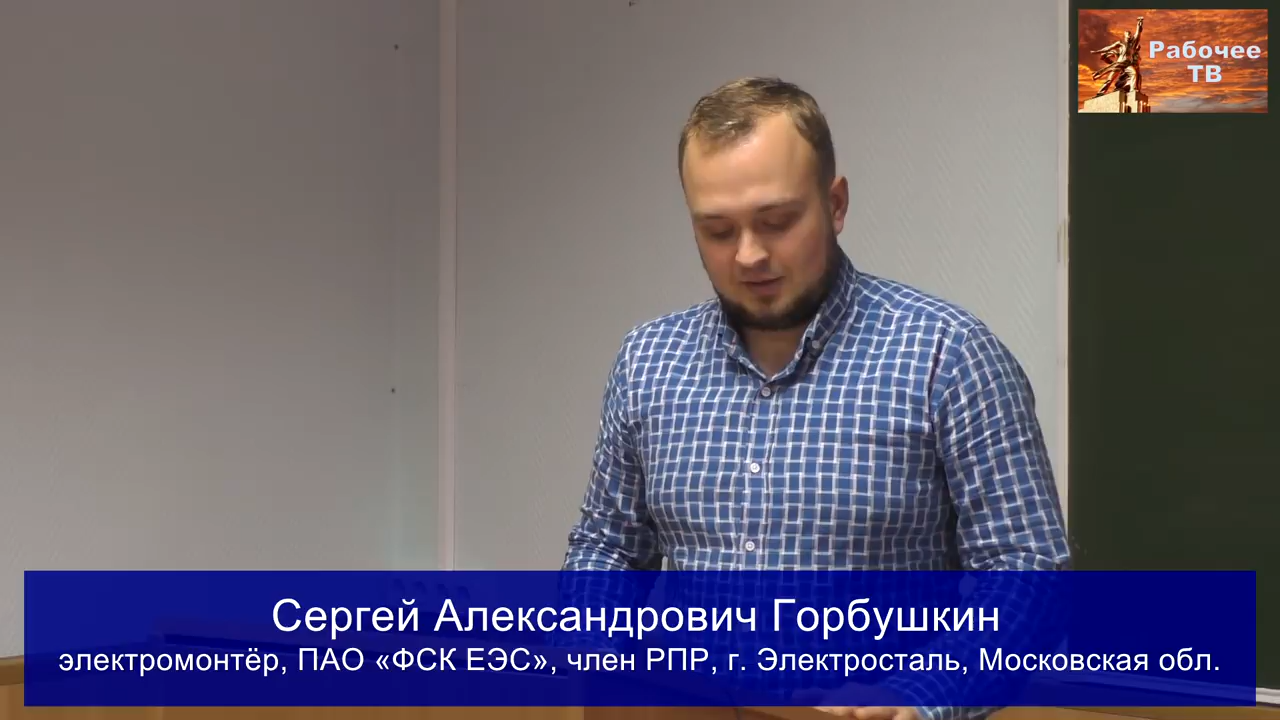 Рабочее
ТВ
Сергей Александрович Горбушкин
электромонтёр, ПАО «ФСК ЕЭС», член РПР, г. Электросталь, Московская обл.